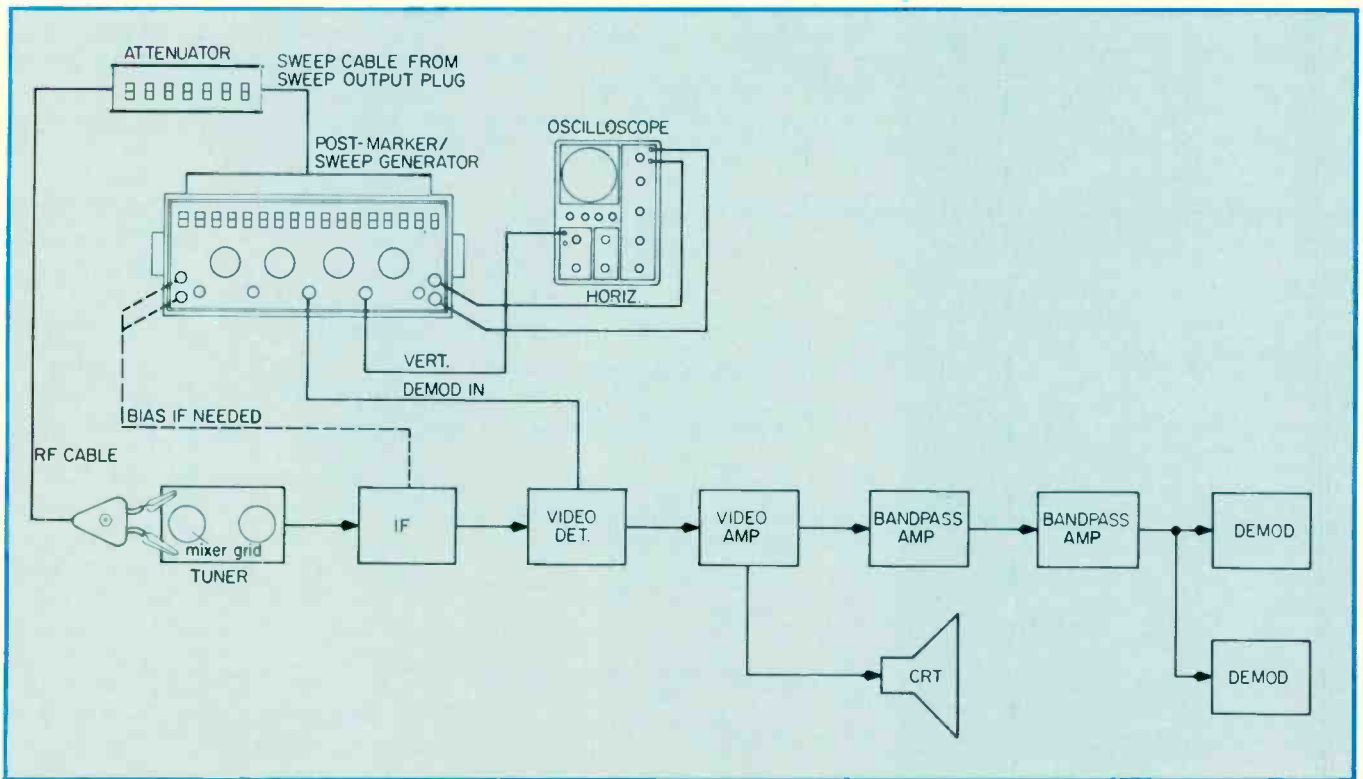 ATTENUATOR
SWEEP CABLE FROM
SWEEP OUTPUT PLUG
POST-MARKER/
SWEEP GENERATOR
OSCILLOSCOPE
HORIZ.
VERT.
DEMOD IN
BIAS IF NEEDED
RF CABLE
mixer grid
TUNER
IF
VIDEO
DET.
VIDEO
AMP
BANDPASS
AMP
BANDPASS
AMP
DEMOD
CRT
DEMOD